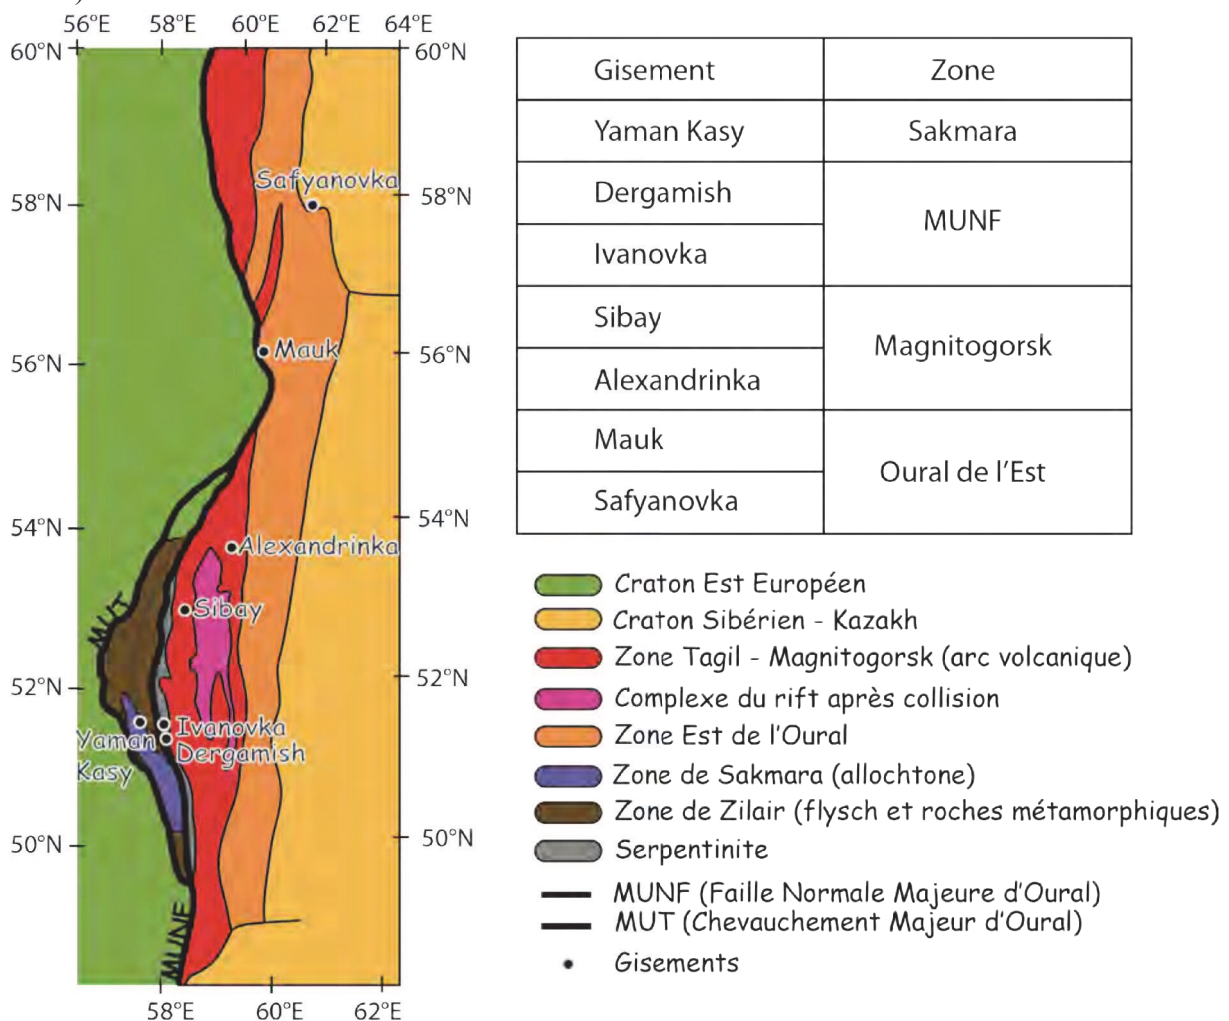 56°E 58°E 60°E 62°E 64°E
60°N 60°N
Safyanovka
58°N 58°N
Mauk
56°N 56°N
54°N 54°N
Alexandrinka
MUT
Sibay
52°N 52°N
Ivanovka
Yaman Dergamish
Kasy
50°N 50°N
MUNF
58°E 60°E 62°E
Gisement Zone
Yaman Kasy Sakmara
Dergamish
MUNF
Ivanovka
Sibay
Magnitogorsk
Alexandrinka
Mauk
Oural de l'Est
Safyanovka
Craton Est Européen
Craton Sibérien - Kazakh
Zone Tagil - Magnitogorsk (arc volcanique)
Complexe du rift après collision
Zone Est de l'Oural
Zone de Sakmara (allochtone)
Zone de Zilair (flysch et roches métamorphiques)
Serpentinite
MUNF (Faille Normale Majeure d'Oural)
MUT (Chevauchement Majeur d'Oural)
Gisements